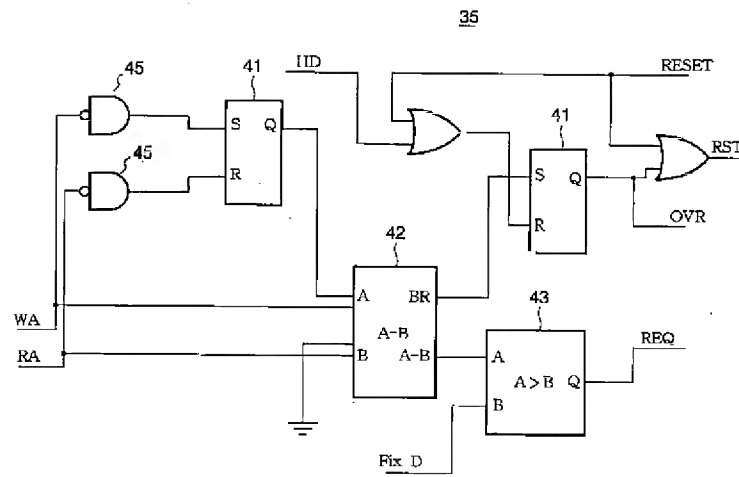 35
45
41
HD
RESET
S Q
41
RST
45
R
S Q
OVR
R
42
A BR
43
WA
A-B
REQ
RA
B A-B
A
A>B Q
B
Fix D